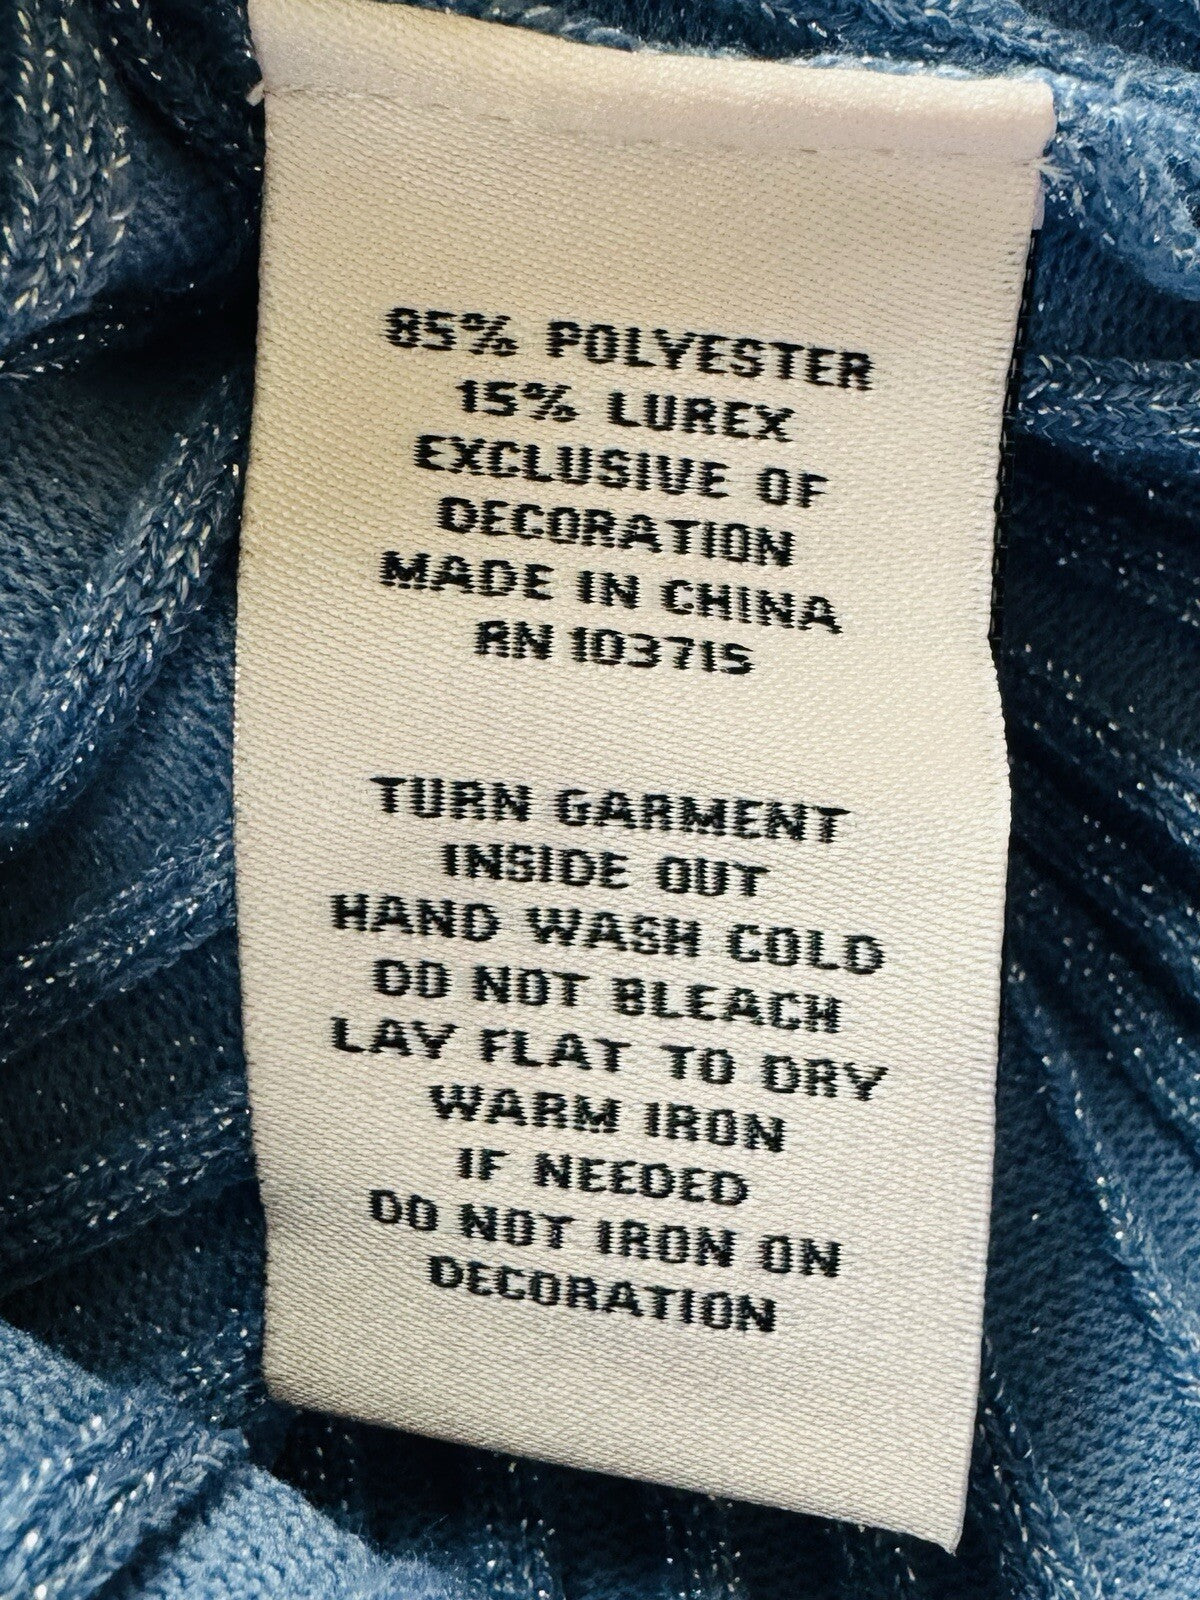 85% POLYESTER
15% LUREX
EXCLUSIVE OF
DECORATION
MADE IN CHINA
RN 103715
TURN GARMENT
INSIDE OUT
HAND WASH COLD
DO NOT BLEACH
LAY FLAT TO DRY
WARM IRON
IF NEEDED
DO NOT IRON ON
DECORATION